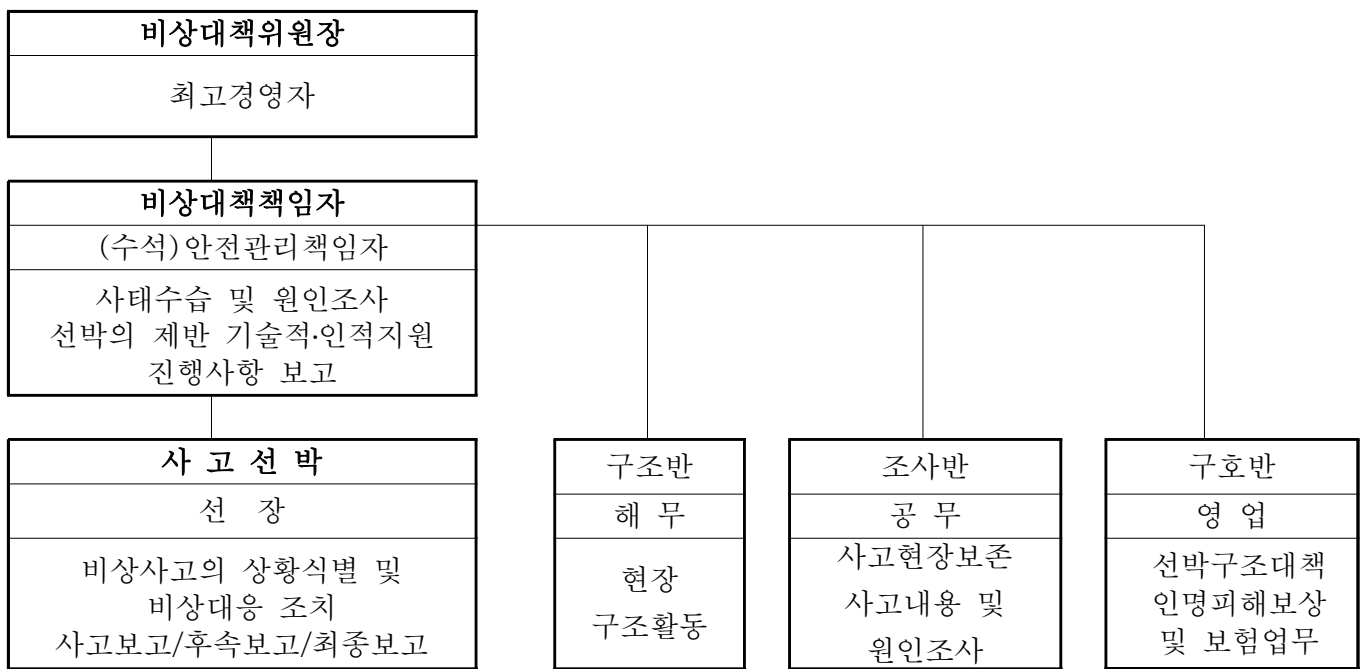 비상대책위원장
최고경영자
비상대책책임자
(수석)안전관리책임자
사태수습 및 원인조사
선박의 제반 기술적·인적지원
진행사항 보고
사 고 선 박
선 장
비상사고의 상황식별 및
비상대응 조치
사고보고/후속보고/최종보고
구조반
해 무
현장
구조활동
조사반
공 무
사고현장보존
사고내용 및
원인조사
구호반
영 업
선박구조대책
인명피해보상
및 보험업무